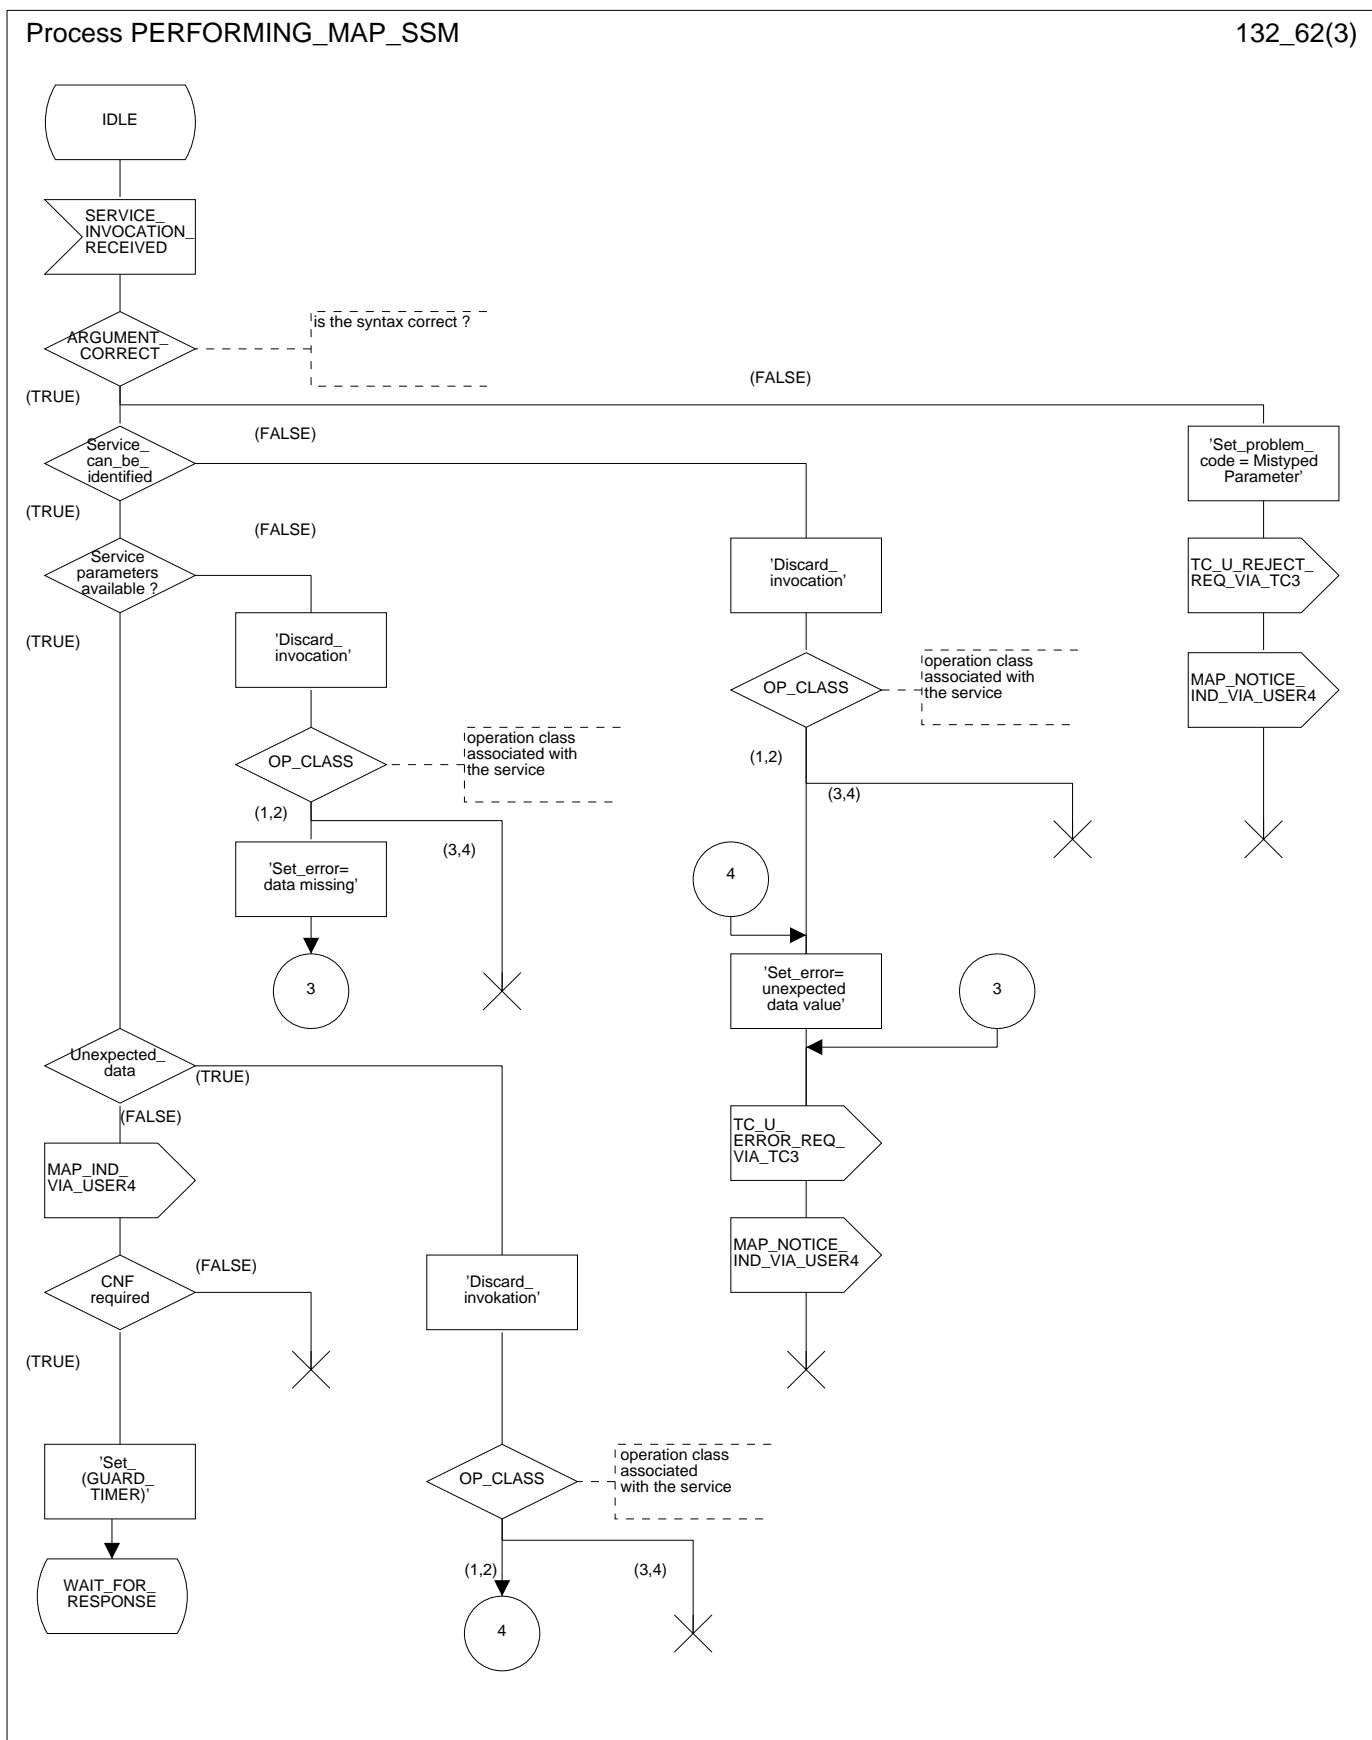 Process PERFORMING_MAP_SSM
132_62(3)
IDLE
SERVICE_
INVOCATION_
RECEIVED
ARGUMENT_
CORRECT
is the syntax correct ?
(TRUE)
(FALSE)
Service_
can_be_
identified
(FALSE)
'Set_problem_
code = Mistyped
Parameter'
(TRUE)
Service
parameters
available ?
(FALSE)
'Discard_
invocation'
TC_U_REJECT_
REQ_VIA_TC3
(TRUE)
'Discard_
invocation'
OP_CLASS
operation class
associated with
the service
MAP_NOTICE_
IND_VIA_USER4
OP_CLASS
operation class
associated with
the service
(1,2)
(3,4)
(1,2)
(3,4)
'Set_error=
data missing'
4
3
'Set_error=
unexpected
data value'
3
Unexpected_
data
(TRUE)
(FALSE)
TC_U_
ERROR_REQ_
VIA_TC3
MAP_IND_
VIA_USER4
MAP_NOTICE_
IND_VIA_USER4
CNF
required
(FALSE)
'Discard_
invokation'
(TRUE)
'Set_
(GUARD_
TIMER)'
OP_CLASS
operation class
associated
with the service
(1,2)
(3,4)
WAIT_FOR_
RESPONSE
4